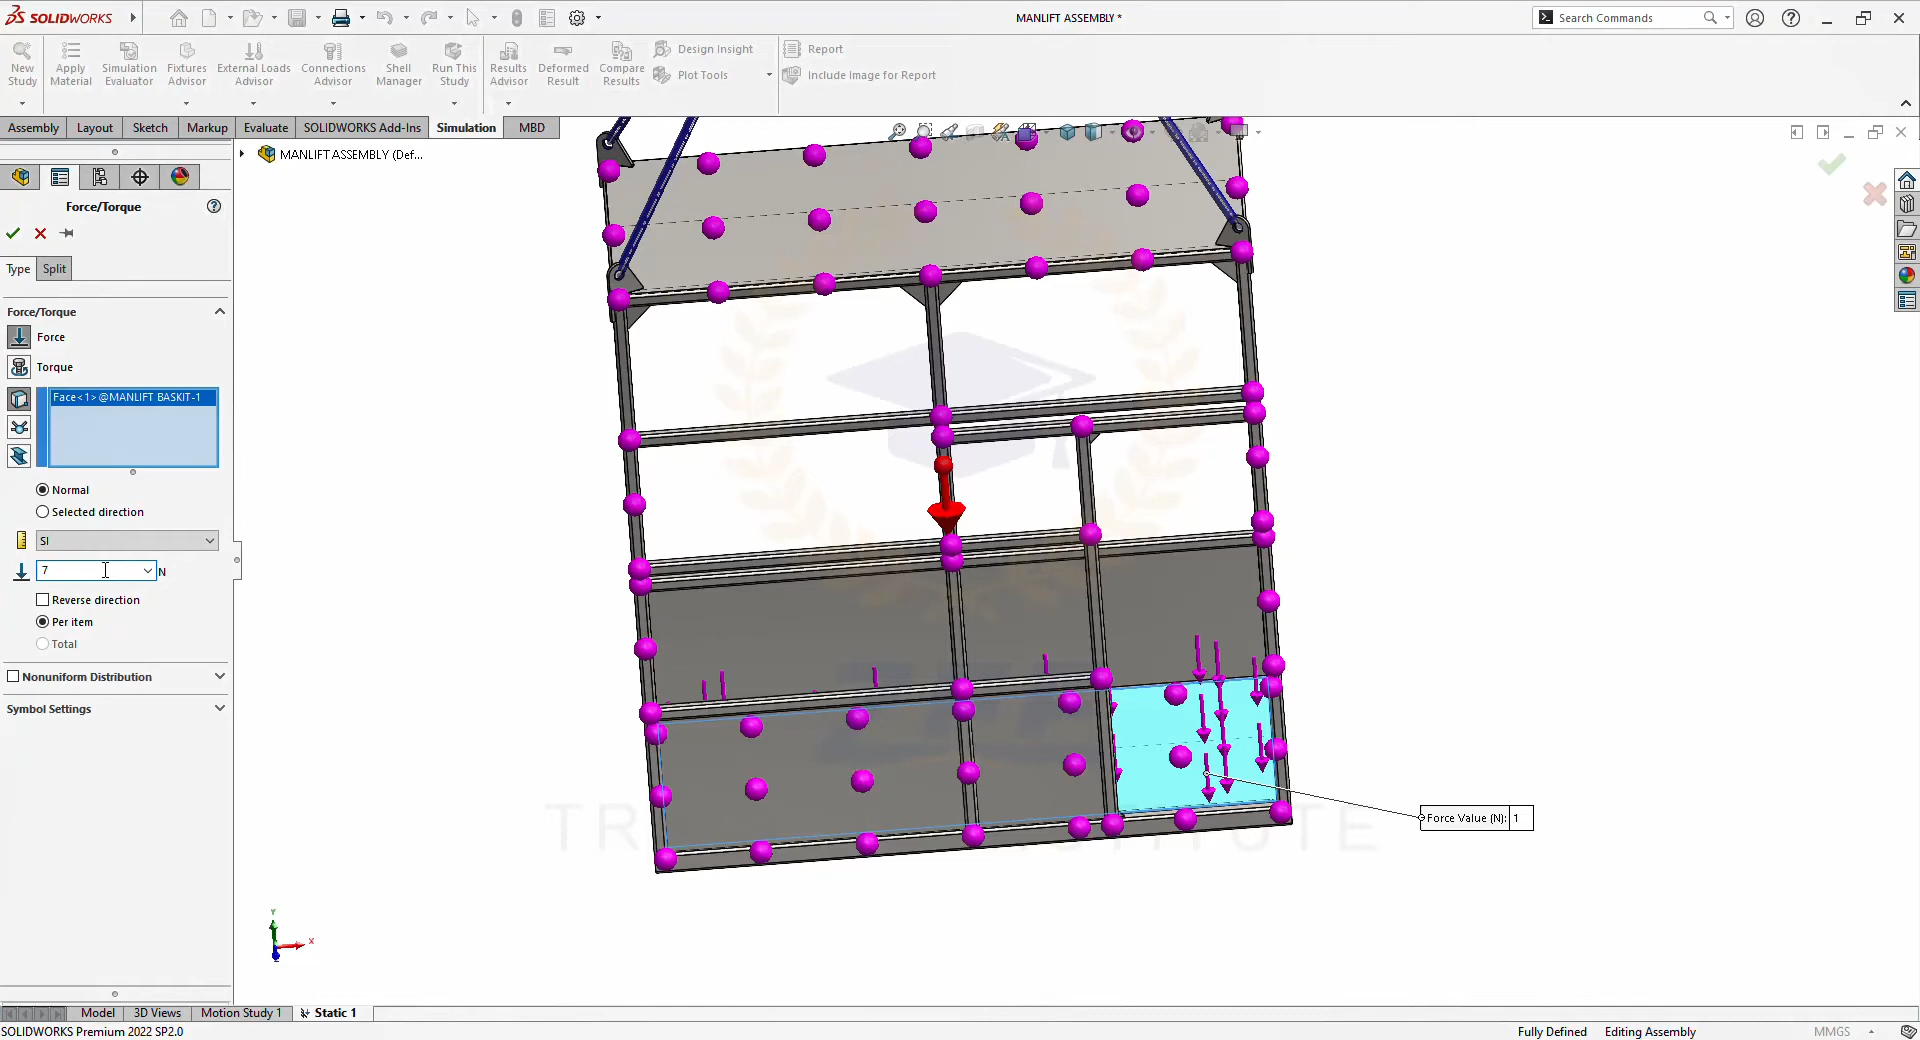 SOLIDWORKS
MANLIFT ASSEMBLY *
Search Commands
New Study
Apply Material
Simulation Evaluator
Fixtures Advisor
External Loads Advisor
Connections Advisor
Shell Manager
Run This Study
Results Advisor
Deformed Result
Compare Results
Design Insight
Plot Tools
Report
Include Image for Report
Assembly
Layout
Sketch
Markup
Evaluate
SOLIDWORKS Add-Ins
Simulation
MBD
MANLIFT ASSEMBLY (Def...
Force/Torque
Type
Split
Force/Torque
Force
Torque
Face<1>@MANLIFT BASKIT-1
Normal
Selected direction
SI
7
N
Reverse direction
Per item
Total
Nonuniform Distribution
Symbol Settings
Force Value (N): 1
Y
X
Model
3D Views
Motion Study 1
Static 1
SOLIDWORKS Premium 2022 SP2.0
Fully Defined
Editing Assembly
MMGS